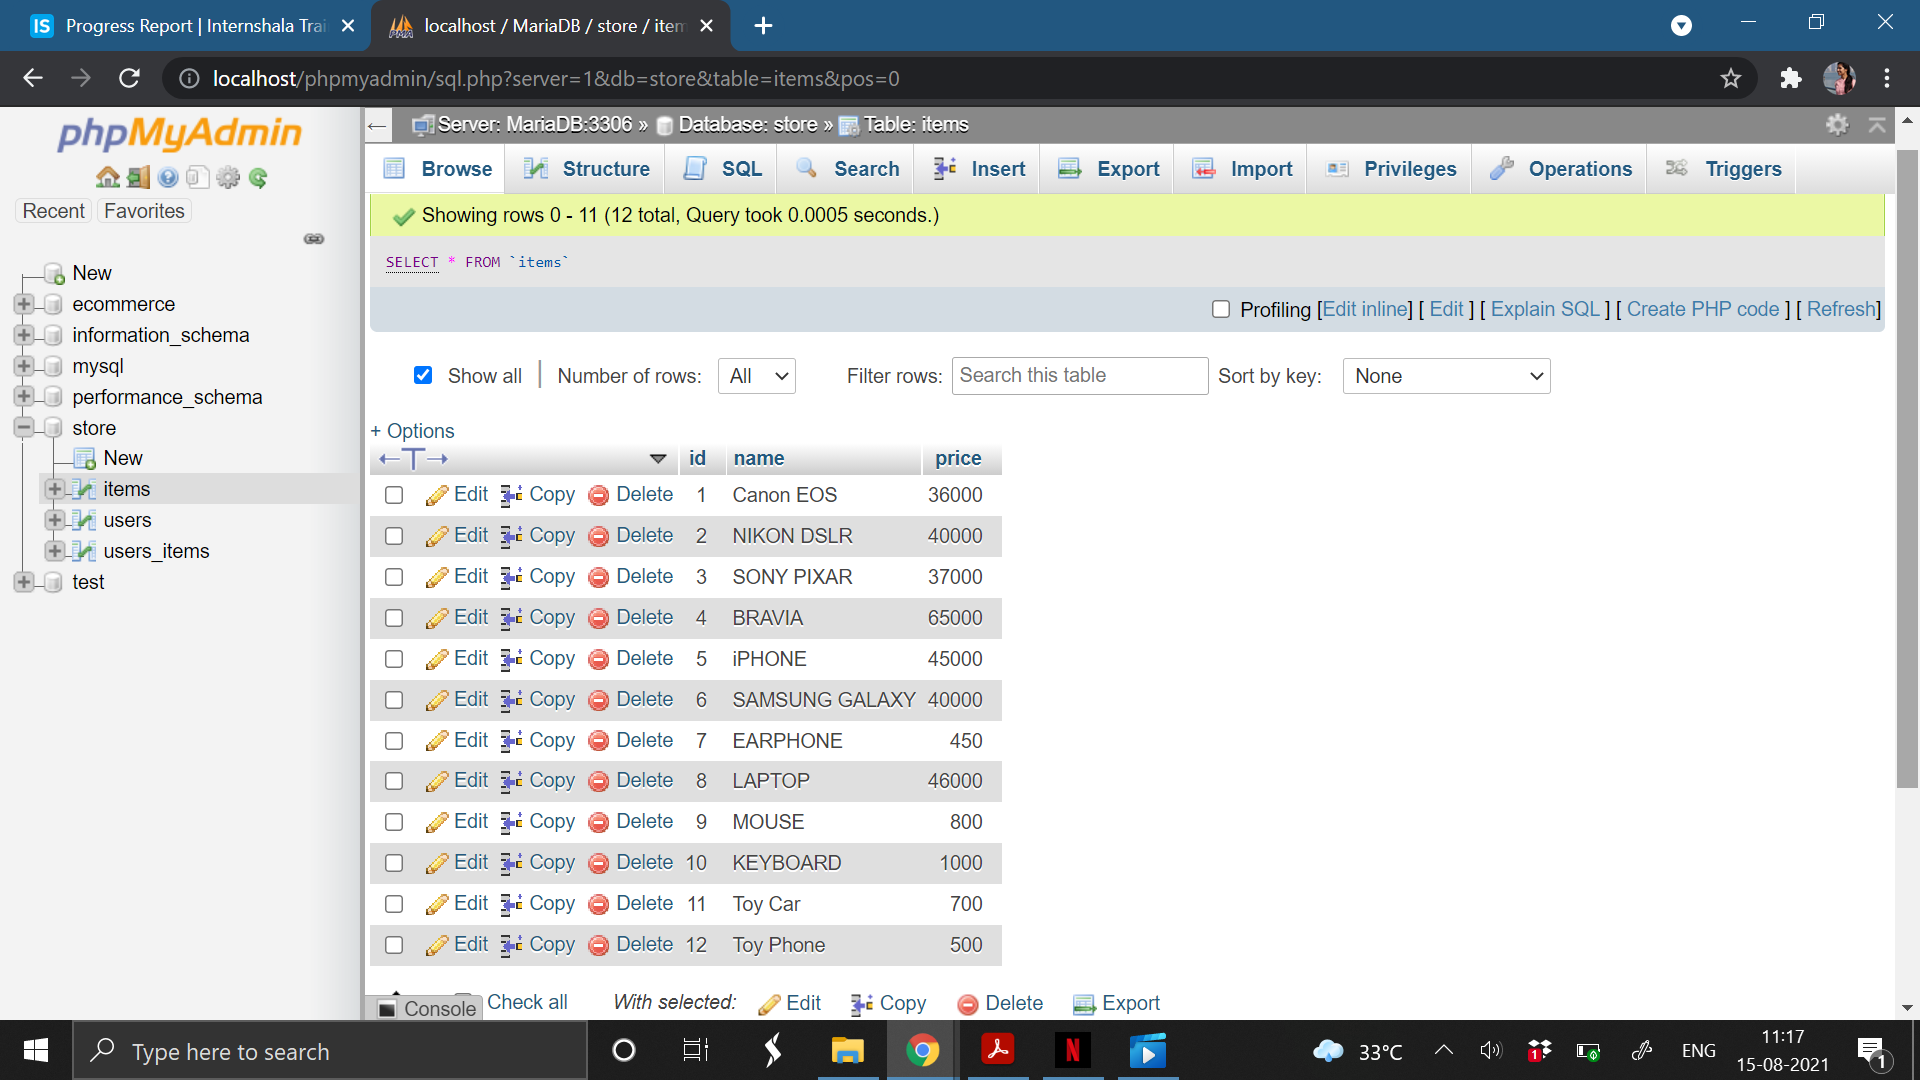 IS Progress Report | Internshala Trai
localhost / MariaDB / store / item
localhost/phpmyadmin/sql.php?server=1&db=store&table=items&pos=0
phpMyAdmin
Recent Favorites
New
ecommerce
information_schema
mysql
performance_schema
store
New
items
users
users_items
test
Server: MariaDB:3306 » Database: store » Table: items
Browse Structure SQL Search Insert Export Import Privileges Operations Triggers
Showing rows 0 - 11 (12 total, Query took 0.0005 seconds.)
SELECT * FROM `items`
Profiling [Edit inline] [ Edit ] [ Explain SQL ] [ Create PHP code ] [ Refresh]
Show all Number of rows: All Filter rows: Search this table Sort by key: None
+ Options
←T→ id name price
Edit Copy Delete 1 Canon EOS 36000
Edit Copy Delete 2 NIKON DSLR 40000
Edit Copy Delete 3 SONY PIXAR 37000
Edit Copy Delete 4 BRAVIA 65000
Edit Copy Delete 5 iPHONE 45000
Edit Copy Delete 6 SAMSUNG GALAXY 40000
Edit Copy Delete 7 EARPHONE 450
Edit Copy Delete 8 LAPTOP 46000
Edit Copy Delete 9 MOUSE 800
Edit Copy Delete 10 KEYBOARD 1000
Edit Copy Delete 11 Toy Car 700
Edit Copy Delete 12 Toy Phone 500
Console Check all With selected: Edit Copy Delete Export
Type here to search
33°C ENG
11:17
15-08-2021
1